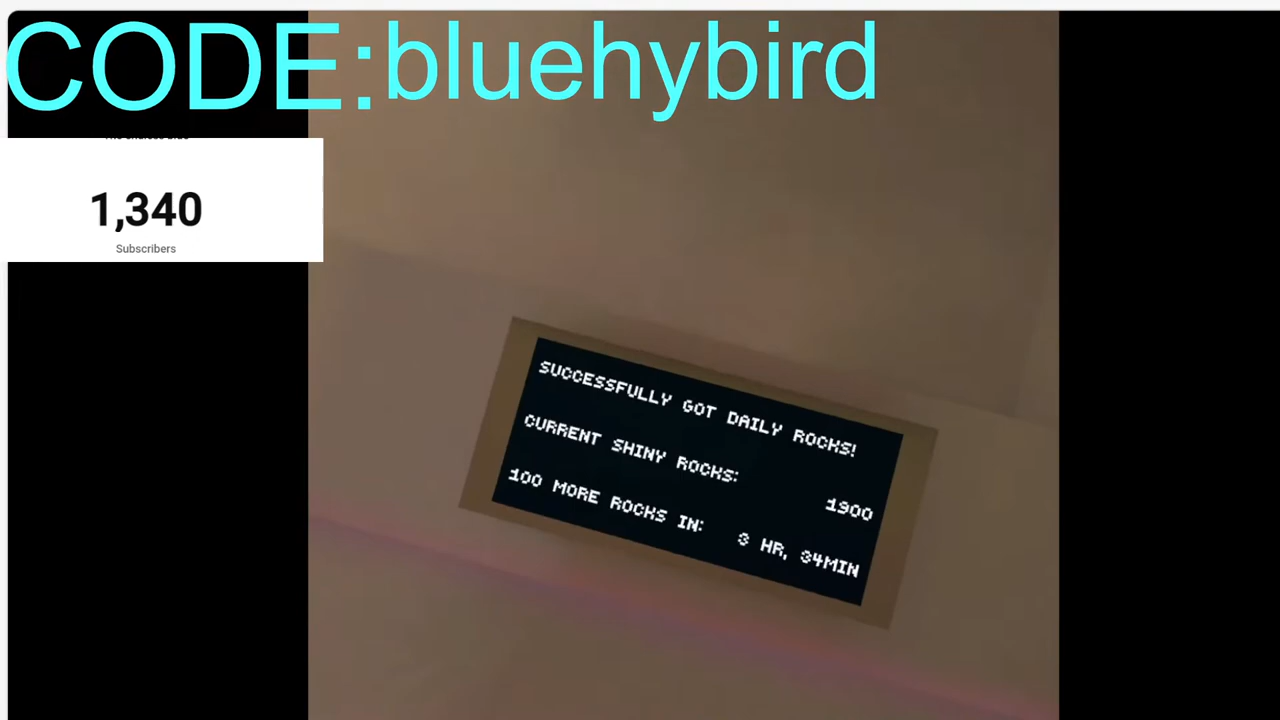 CODE:bluehybird
1,340
Subscribers
SUCCESSFULLY GOT DAILY ROCKS!
CURRENT SHINY ROCKS:
1900
100 MORE ROCKS IN:
3 HR, 34MIN